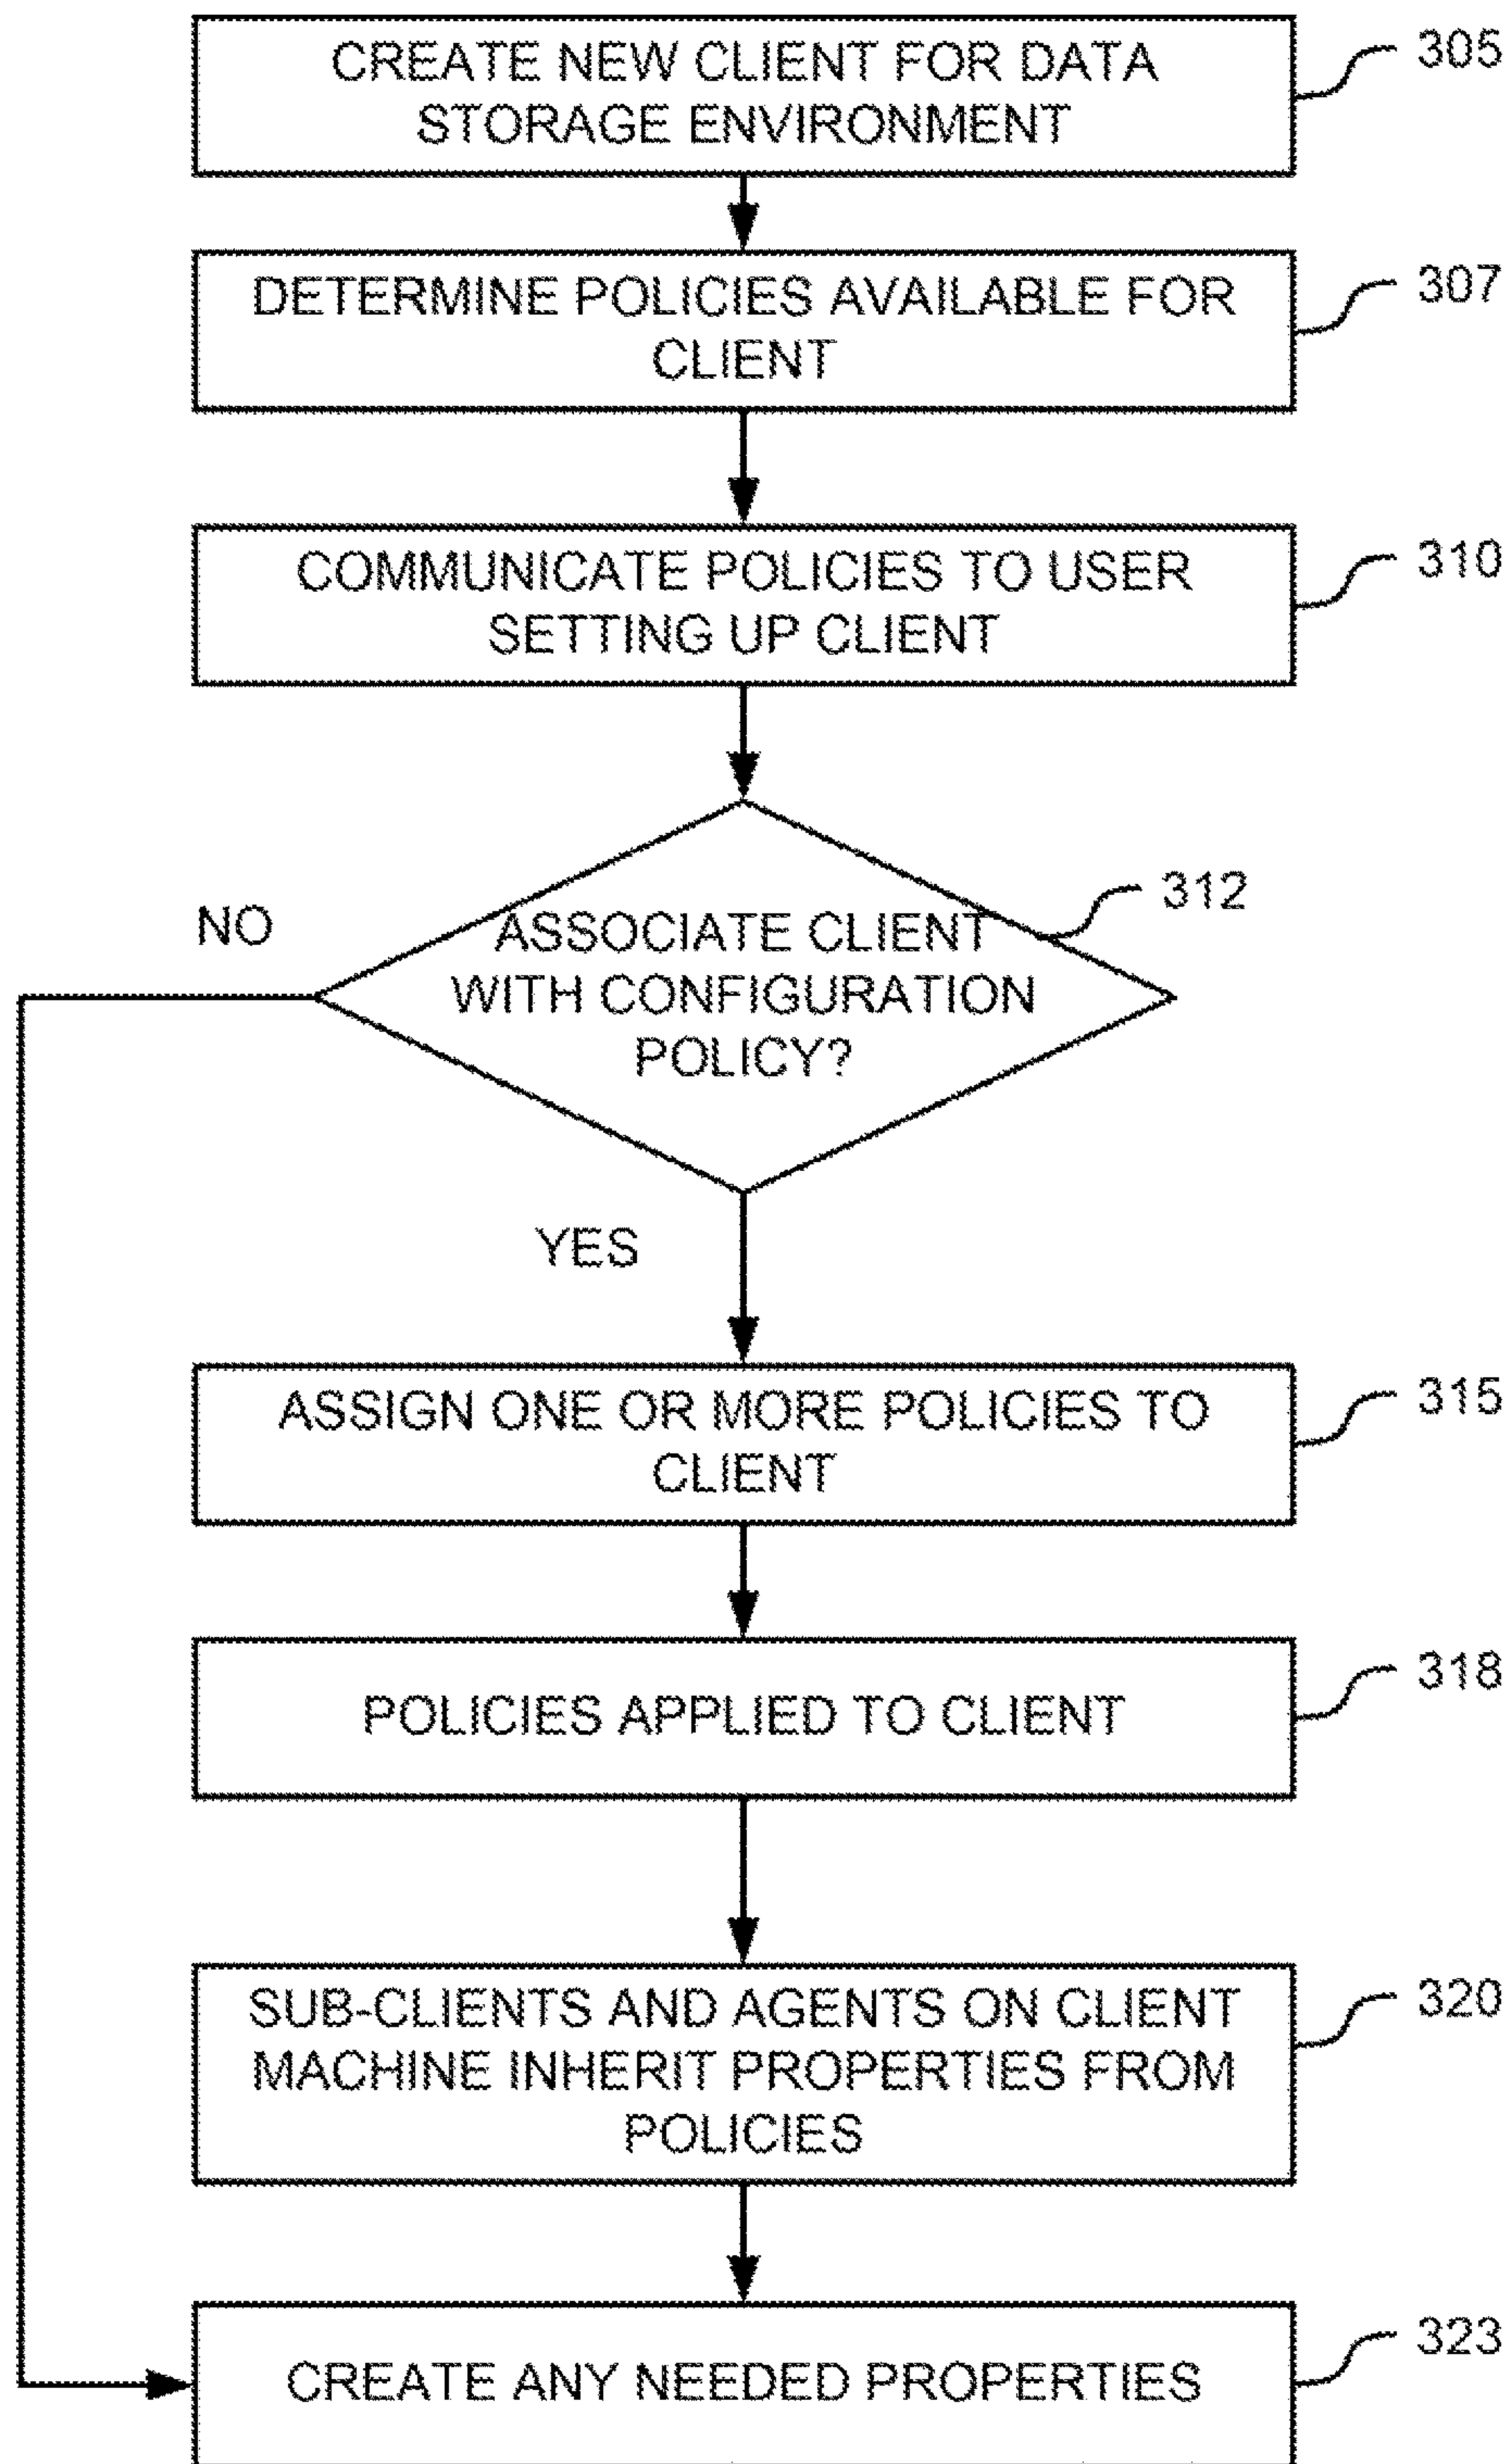 CREATE NEW CLIENT FOR DATA
STORAGE ENVIRONMENT
305
DETERMINE POLICIES AVAILABLE FOR
CLIENT
307
COMMUNICATE POLICIES TO USER
SETTING UP CLIENT
310
312
NO
ASSOCIATE CLIENT
WITH CONFIGURATION
POLICY?
YES
ASSIGN ONE OR MORE POLICIES TO
CLIENT
315
POLICIES APPLIED TO CLIENT
318
SUB-CLIENTS AND AGENTS ON CLIENT
MACHINE INHERIT PROPERTIES FROM
POLICIES
320
CREATE ANY NEEDED PROPERTIES
323